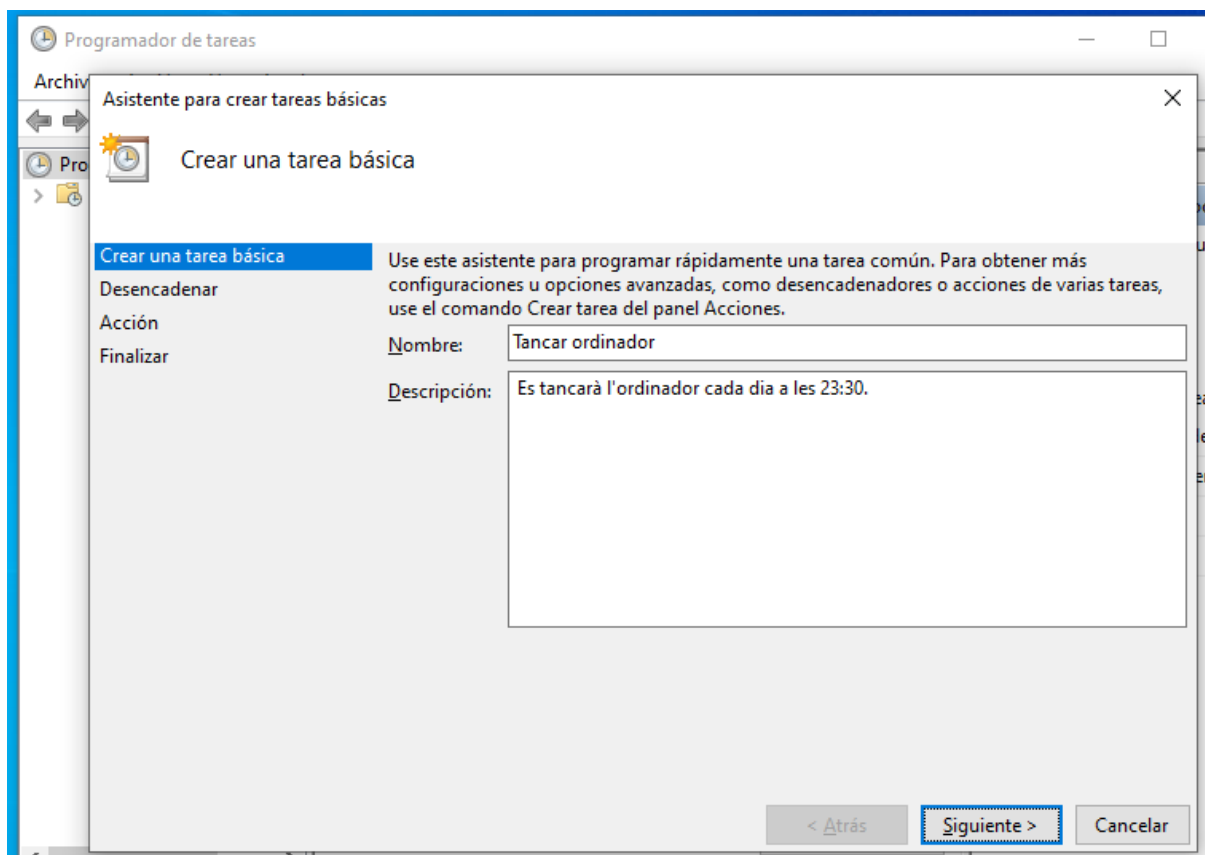 Programador de tareas
Archiv
Asistente para crear tareas básicas
Crear una tarea básica
Pro
Crear una tarea básica
Desencadenar
Acción
Finalizar
Use este asistente para programar rápidamente una tarea común. Para obtener más
configuraciones u opciones avanzadas, como desencadenadores o acciones de varias tareas,
use el comando Crear tarea del panel Acciones.
Nombre: Tancar ordinador
Descripción: Es tancarà l'ordinador cada dia a les 23:30.
< Atrás Siguiente > Cancelar